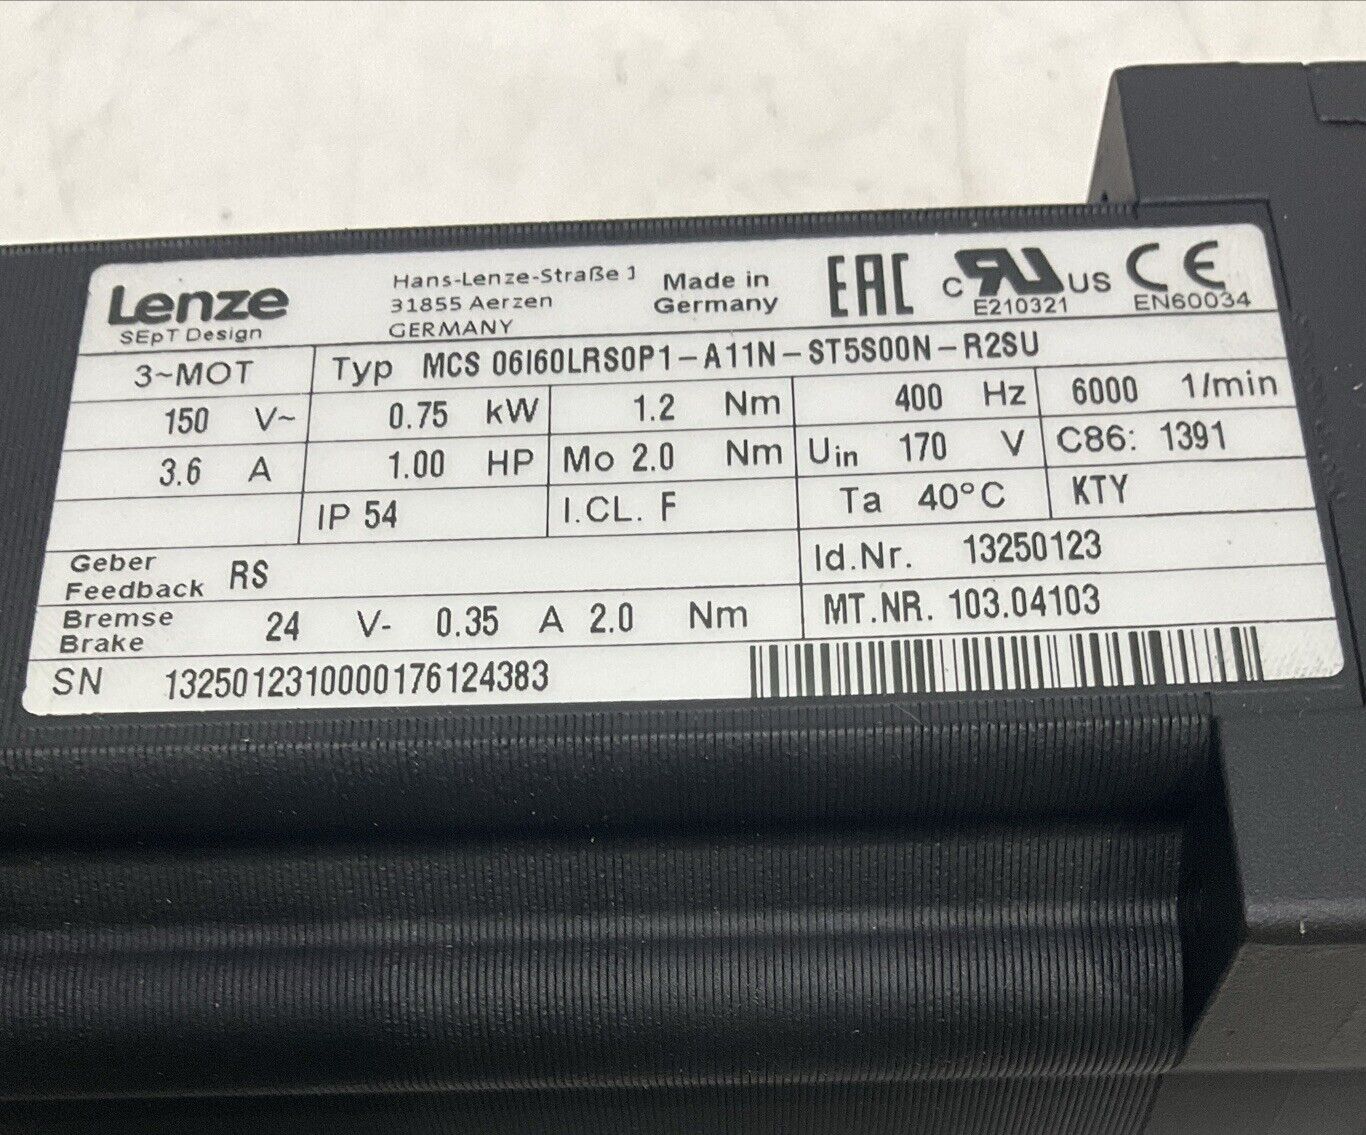 Lenze
SEpT Design
Hans-Lenze-Straße 1
31855 Aerzen
GERMANY
Made in
Germany
EAC
c RU US
E210321
CE
EN60034
3~MOT Typ MCS 06I60LRS0P1-A11N-ST5S00N-R2SU
150 V~ 0.75 kW 1.2 Nm 400 Hz 6000 1/min
3.6 A 1.00 HP Mo 2.0 Nm Uin 170 V C86: 1391
IP 54 I.CL. F Ta 40°C KTY
Geber
Feedback RS
Id.Nr. 13250123
Bremse
Brake 24 V- 0.35 A 2.0 Nm
MT.NR. 103.04103
SN 1325012310000176124383